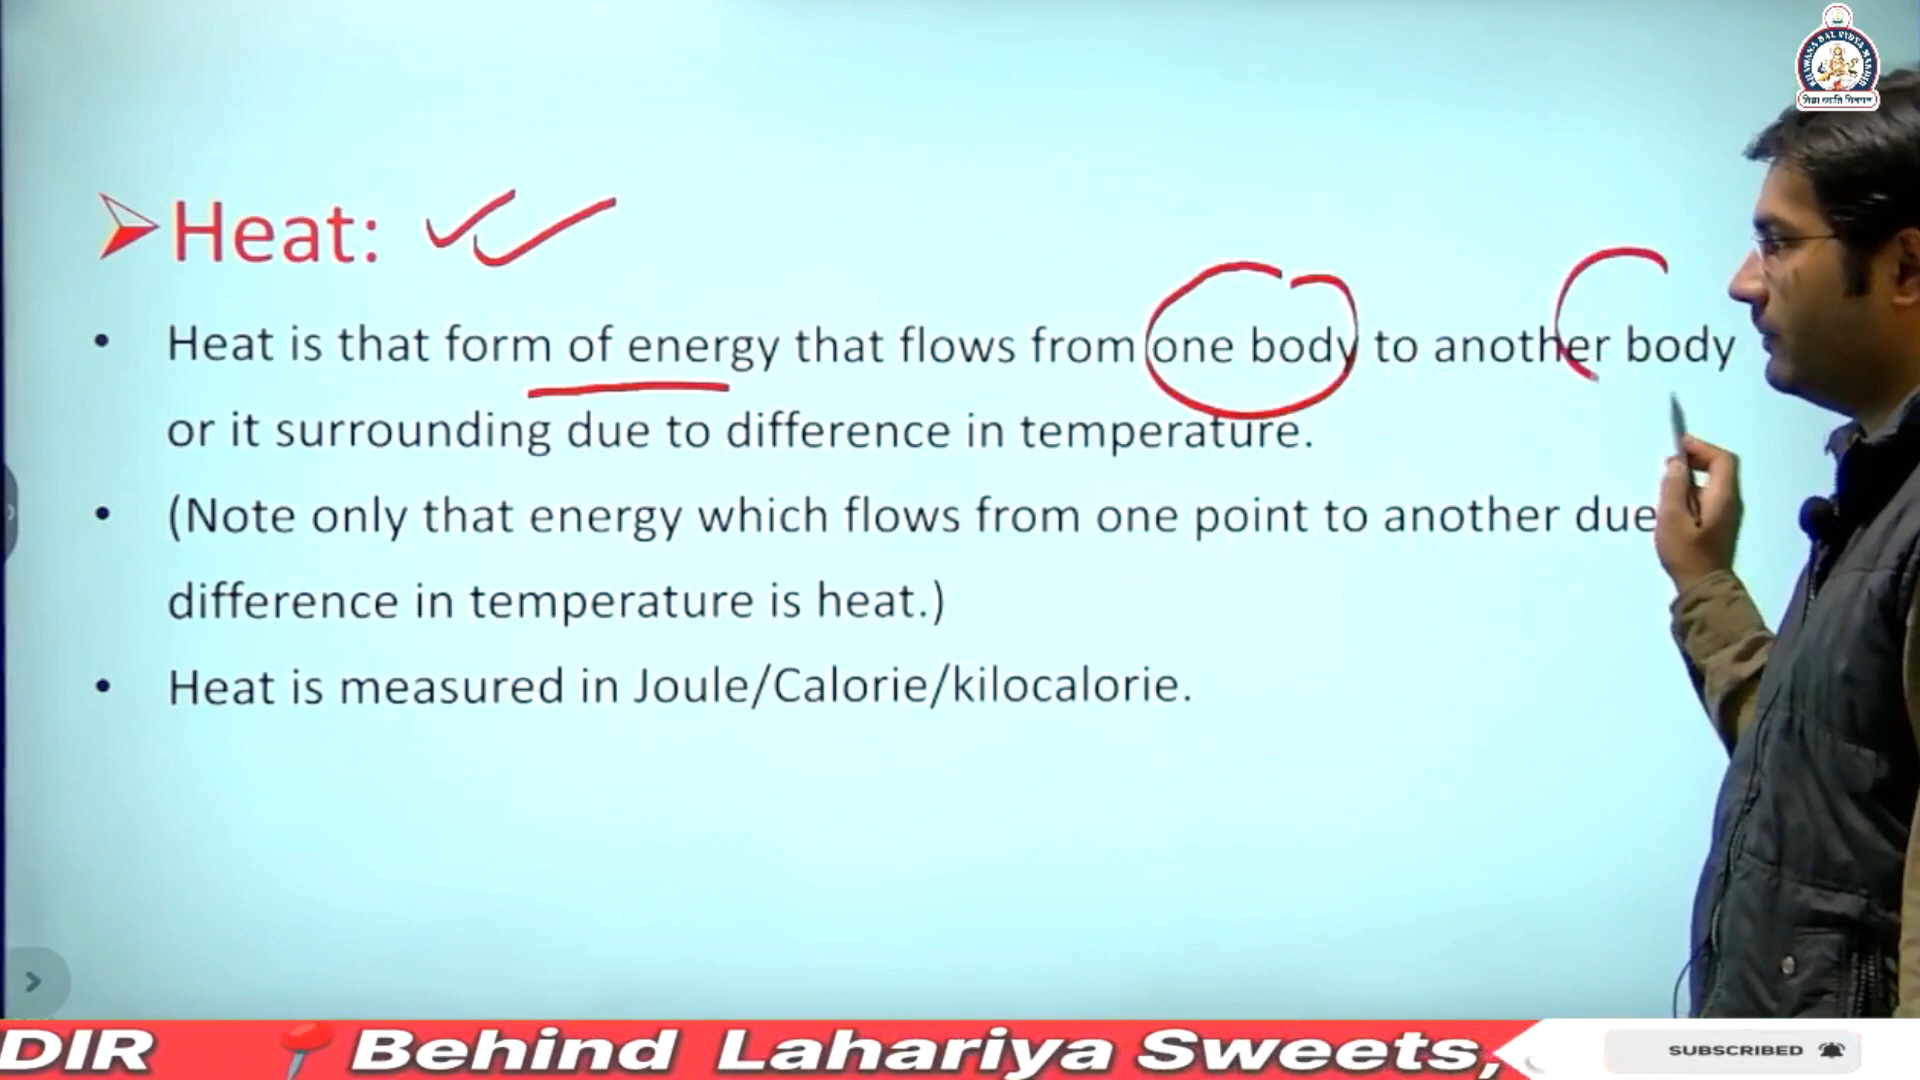 Heat:
• Heat is that form of energy that flows from one body to another body
or it surrounding due to difference in temperature.
• (Note only that energy which flows from one point to another due
difference in temperature is heat.)
• Heat is measured in Joule/Calorie/kilocalorie.
DIR 📍 Behind Lahariya Sweets,
SUBSCRIBED